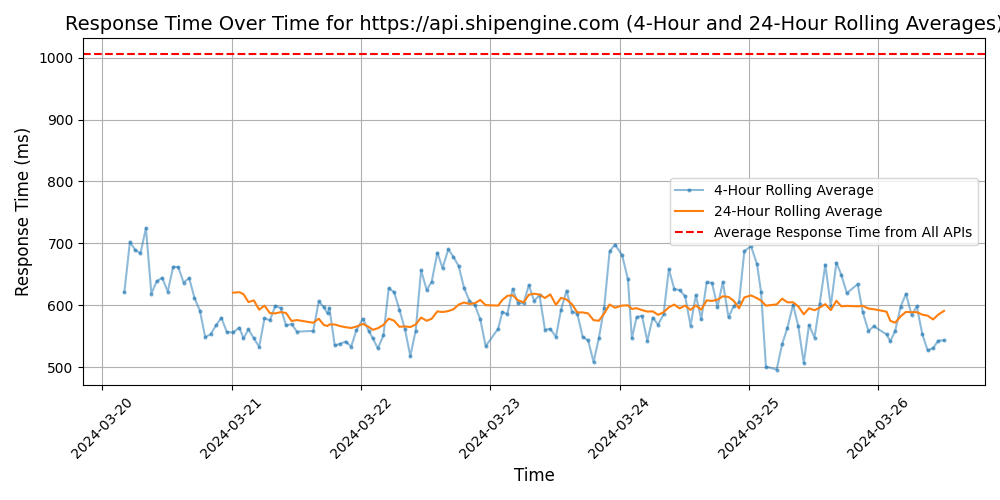 Response Time Over Time for https://api.shipengine.com (4-Hour and 24-Hour Rolling Averages)
Response Time (ms)
1000
900
800
700
600
500
4-Hour Rolling Average
24-Hour Rolling Average
Average Response Time from All APIs
2024-03-20
2024-03-21
2024-03-22
2024-03-23
2024-03-24
2024-03-25
2024-03-26
Time